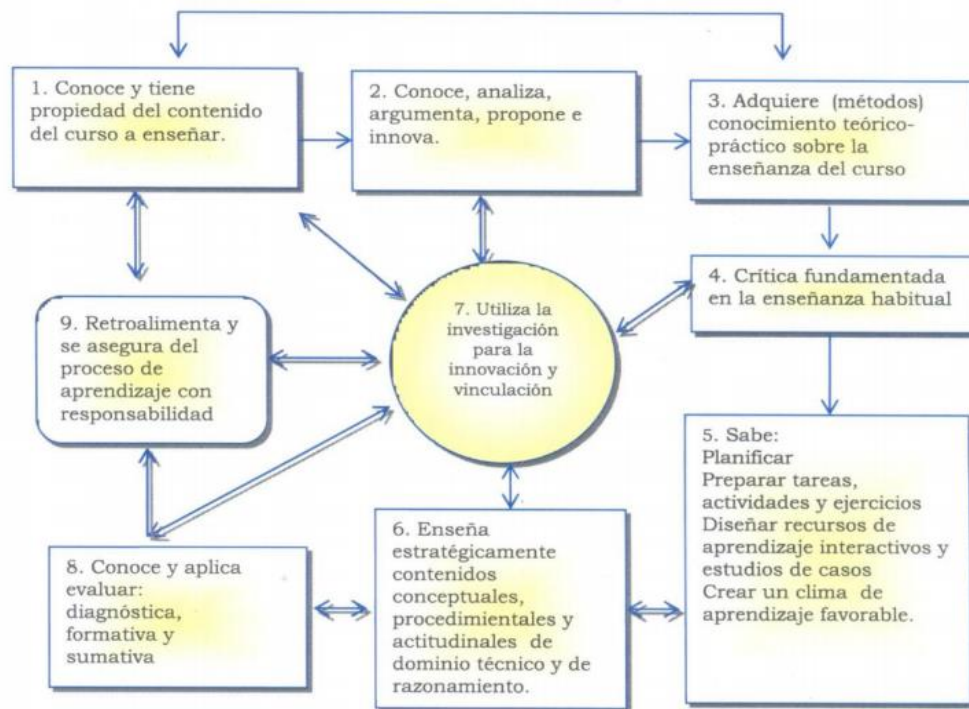 1. Conoce y tiene
propiedad del contenido
del curso a enseñar.
2. Conoce, analiza,
argumenta, propone e
innova.
3. Adquiere (métodos)
conocimiento teórico-
práctico sobre la
enseñanza del curso
4. Crítica fundamentada
en la enseñanza habitual
5. Sabe:
Planificar
Preparar tareas,
actividades y ejercicios
Diseñar recursos de
aprendizaje interactivos y
estudios de casos
Crear un clima de
aprendizaje favorable.
6. Enseña
estratégicamente
contenidos
conceptuales,
procedimientales y
actitudinales de
dominio técnico y de
razonamiento.
7. Utiliza la
investigación
para la
innovación y
vinculación
8. Conoce y aplica
evaluar:
diagnóstica,
formativa y
sumativa
9. Retroalimenta y
se asegura del
proceso de
aprendizaje con
responsabilidad